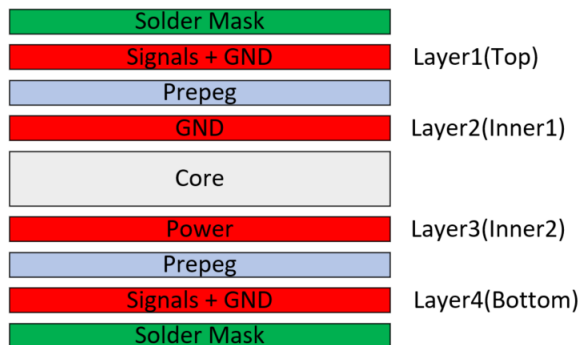 Solder Mask
Signals + GND Layer1(Top)
Prepeg
GND Layer2(Inner1)
Core
Power Layer3(Inner2)
Prepeg
Signals + GND Layer4(Bottom)
Solder Mask